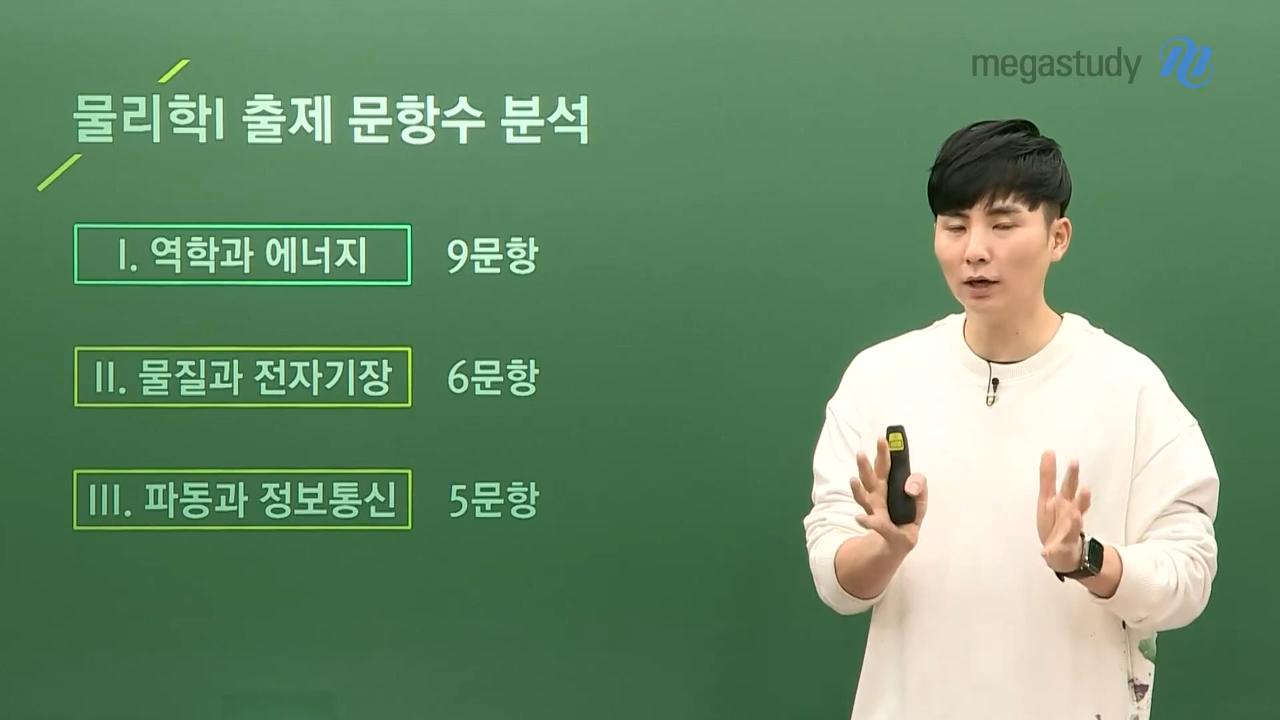 megastudy
물리학I 출제 문항수 분석
I. 역학과 에너지 9문항
II. 물질과 전자기장 6문항
III. 파동과 정보통신 5문항